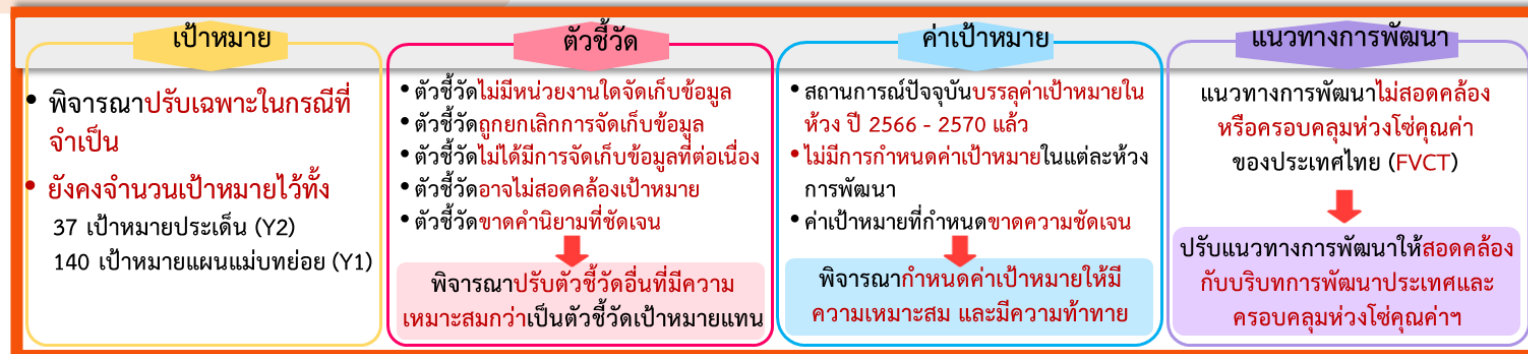 เป้าหมาย
• พิจารณาปรับเฉพาะในกรณีที่
จำเป็น
• ยังคงจำนวนเป้าหมายไว้ทั้ง
37 เป้าหมายประเด็น (Y2)
140 เป้าหมายแผนแม่บทย่อย (Y1)
ตัวชี้วัด
• ตัวชี้วัดไม่มีหน่วยงานใดจัดเก็บข้อมูล
• ตัวชี้วัดถูกยกเลิกการจัดเก็บข้อมูล
• ตัวชี้วัดไม่ได้มีการจัดเก็บข้อมูลที่ต่อเนื่อง
• ตัวชี้วัดอาจไม่สอดคล้องเป้าหมาย
• ตัวชี้วัดขาดคำนิยามที่ชัดเจน
พิจารณาปรับตัวชี้วัดอื่นที่มีความ
เหมาะสมกว่าเป็นตัวชี้วัดเป้าหมายแทน
ค่าเป้าหมาย
• สถานการณ์ปัจจุบันบรรลุค่าเป้าหมายใน
ห้วง ปี 2566 - 2570 แล้ว
• ไม่มีการกำหนดค่าเป้าหมายในแต่ละห้วง
การพัฒนา
• ค่าเป้าหมายที่กำหนดขาดความชัดเจน
พิจารณากำหนดค่าเป้าหมายให้มี
ความเหมาะสม และมีความท้าทาย
แนวทางการพัฒนา
แนวทางการพัฒนาไม่สอดคล้อง
หรือครอบคลุมห่วงโซ่คุณค่า
ของประเทศไทย (FVCT)
ปรับแนวทางการพัฒนาให้สอดคล้อง
กับบริบทการพัฒนาประเทศและ
ครอบคลุมห่วงโซ่คุณค่าฯ